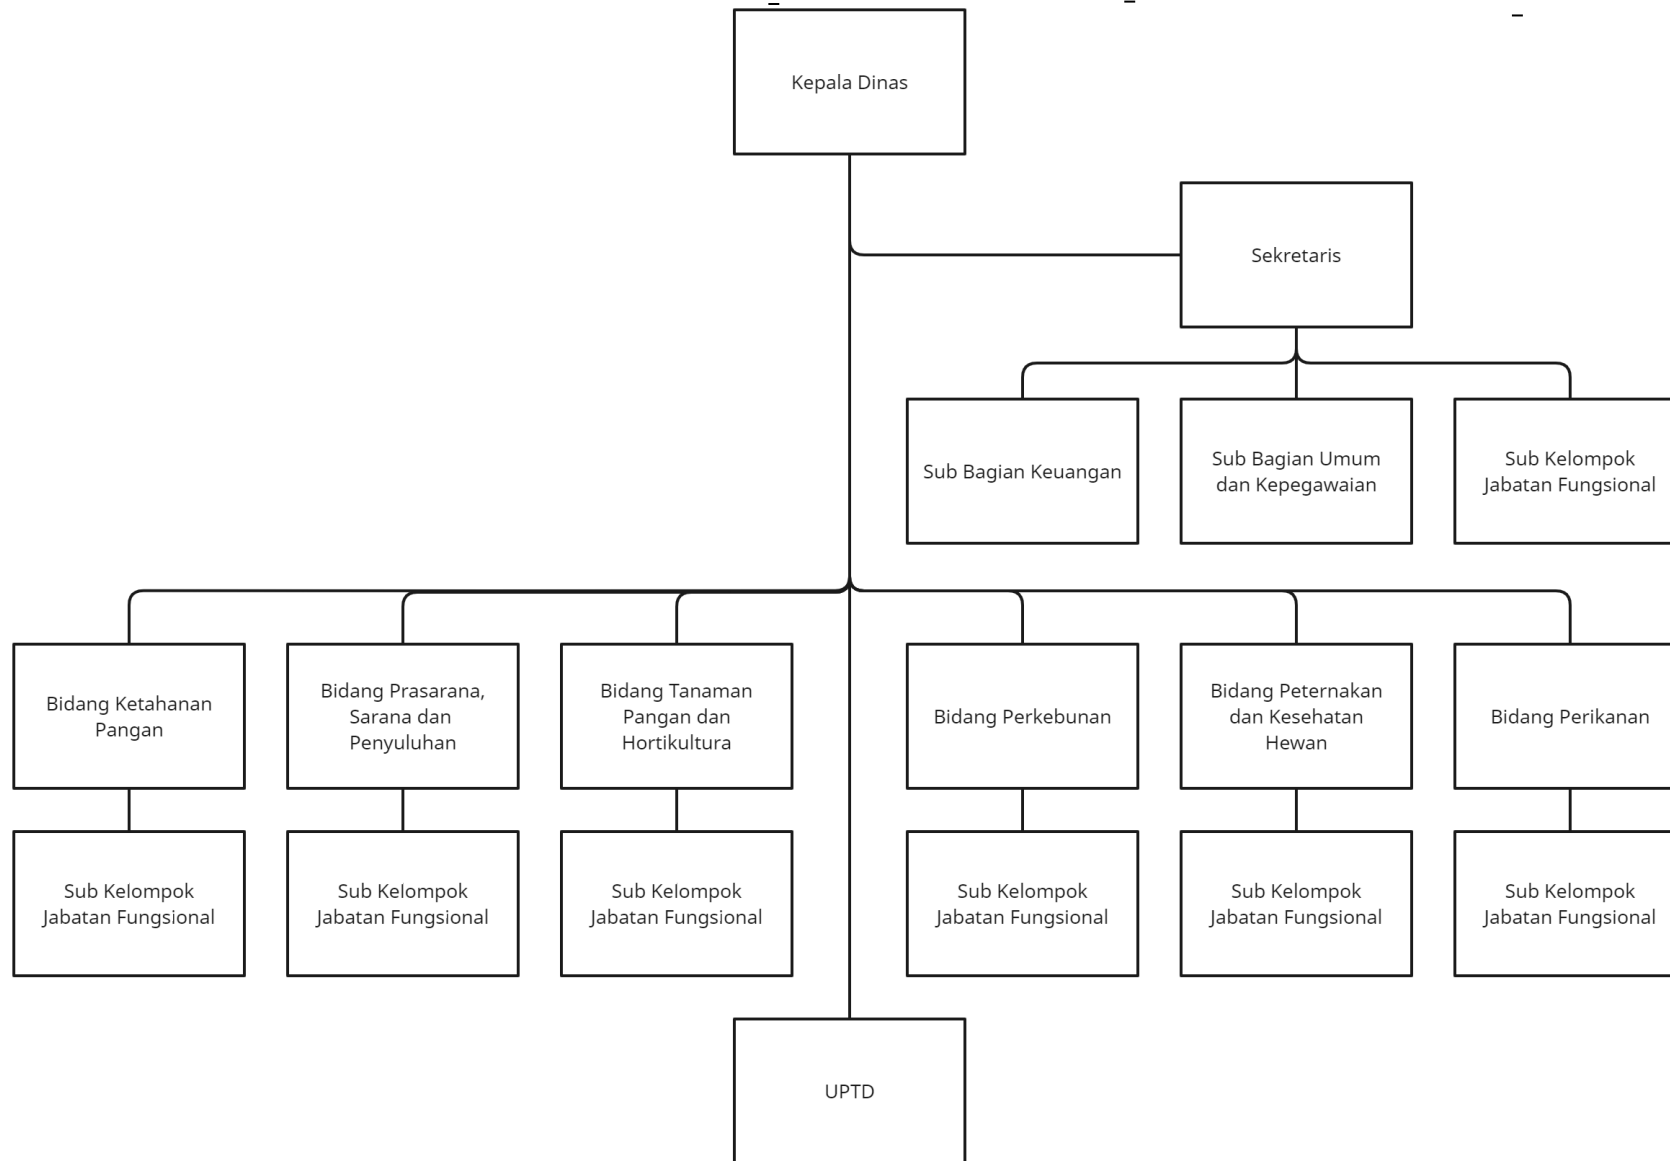 Kepala Dinas
Sekretaris
Sub Bagian Keuangan
Sub Bagian Umum
dan Kepegawaian
Sub Kelompok
Jabatan Fungsional
Bidang Ketahanan
Pangan
Bidang Prasarana,
Sarana dan
Penyuluhan
Bidang Tanaman
Pangan dan
Hortikultura
Bidang Perkebunan
Bidang Peternakan
dan Kesehatan
Hewan
Bidang Perikanan
Sub Kelompok
Jabatan Fungsional
Sub Kelompok
Jabatan Fungsional
Sub Kelompok
Jabatan Fungsional
Sub Kelompok
Jabatan Fungsional
Sub Kelompok
Jabatan Fungsional
Sub Kelompok
Jabatan Fungsional
UPTD